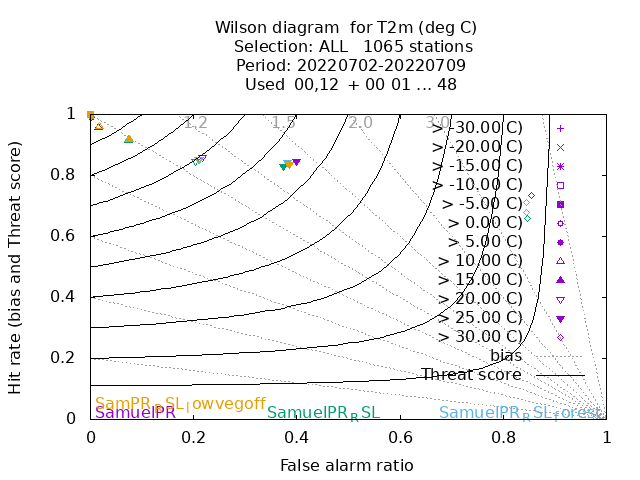 Wilson diagram for T2m (deg C)
Selection: ALL 1065 stations
Period: 20220702-20220709
Used 00,12 + 00 01 ... 48
Hit rate (bias and Threat score)
1
0.8
0.6
0.4
0.2
0
0
0.2
0.4
0.6
0.8
1
False alarm ratio
1.2
1.5
2.0
3.0
> -30.00 C)
> -20.00 C)
> -15.00 C)
> -10.00 C)
> -5.00 C)
> 0.00 C)
> 5.00 C)
> 10.00 C)
> 15.00 C)
> 20.00 C)
> 25.00 C)
> 30.00 C)
bias
Threat score
SamPR_RSL_lowvegoff
SamuelPR
SamuelPR_RSL
SamuelPR_RSL_forest